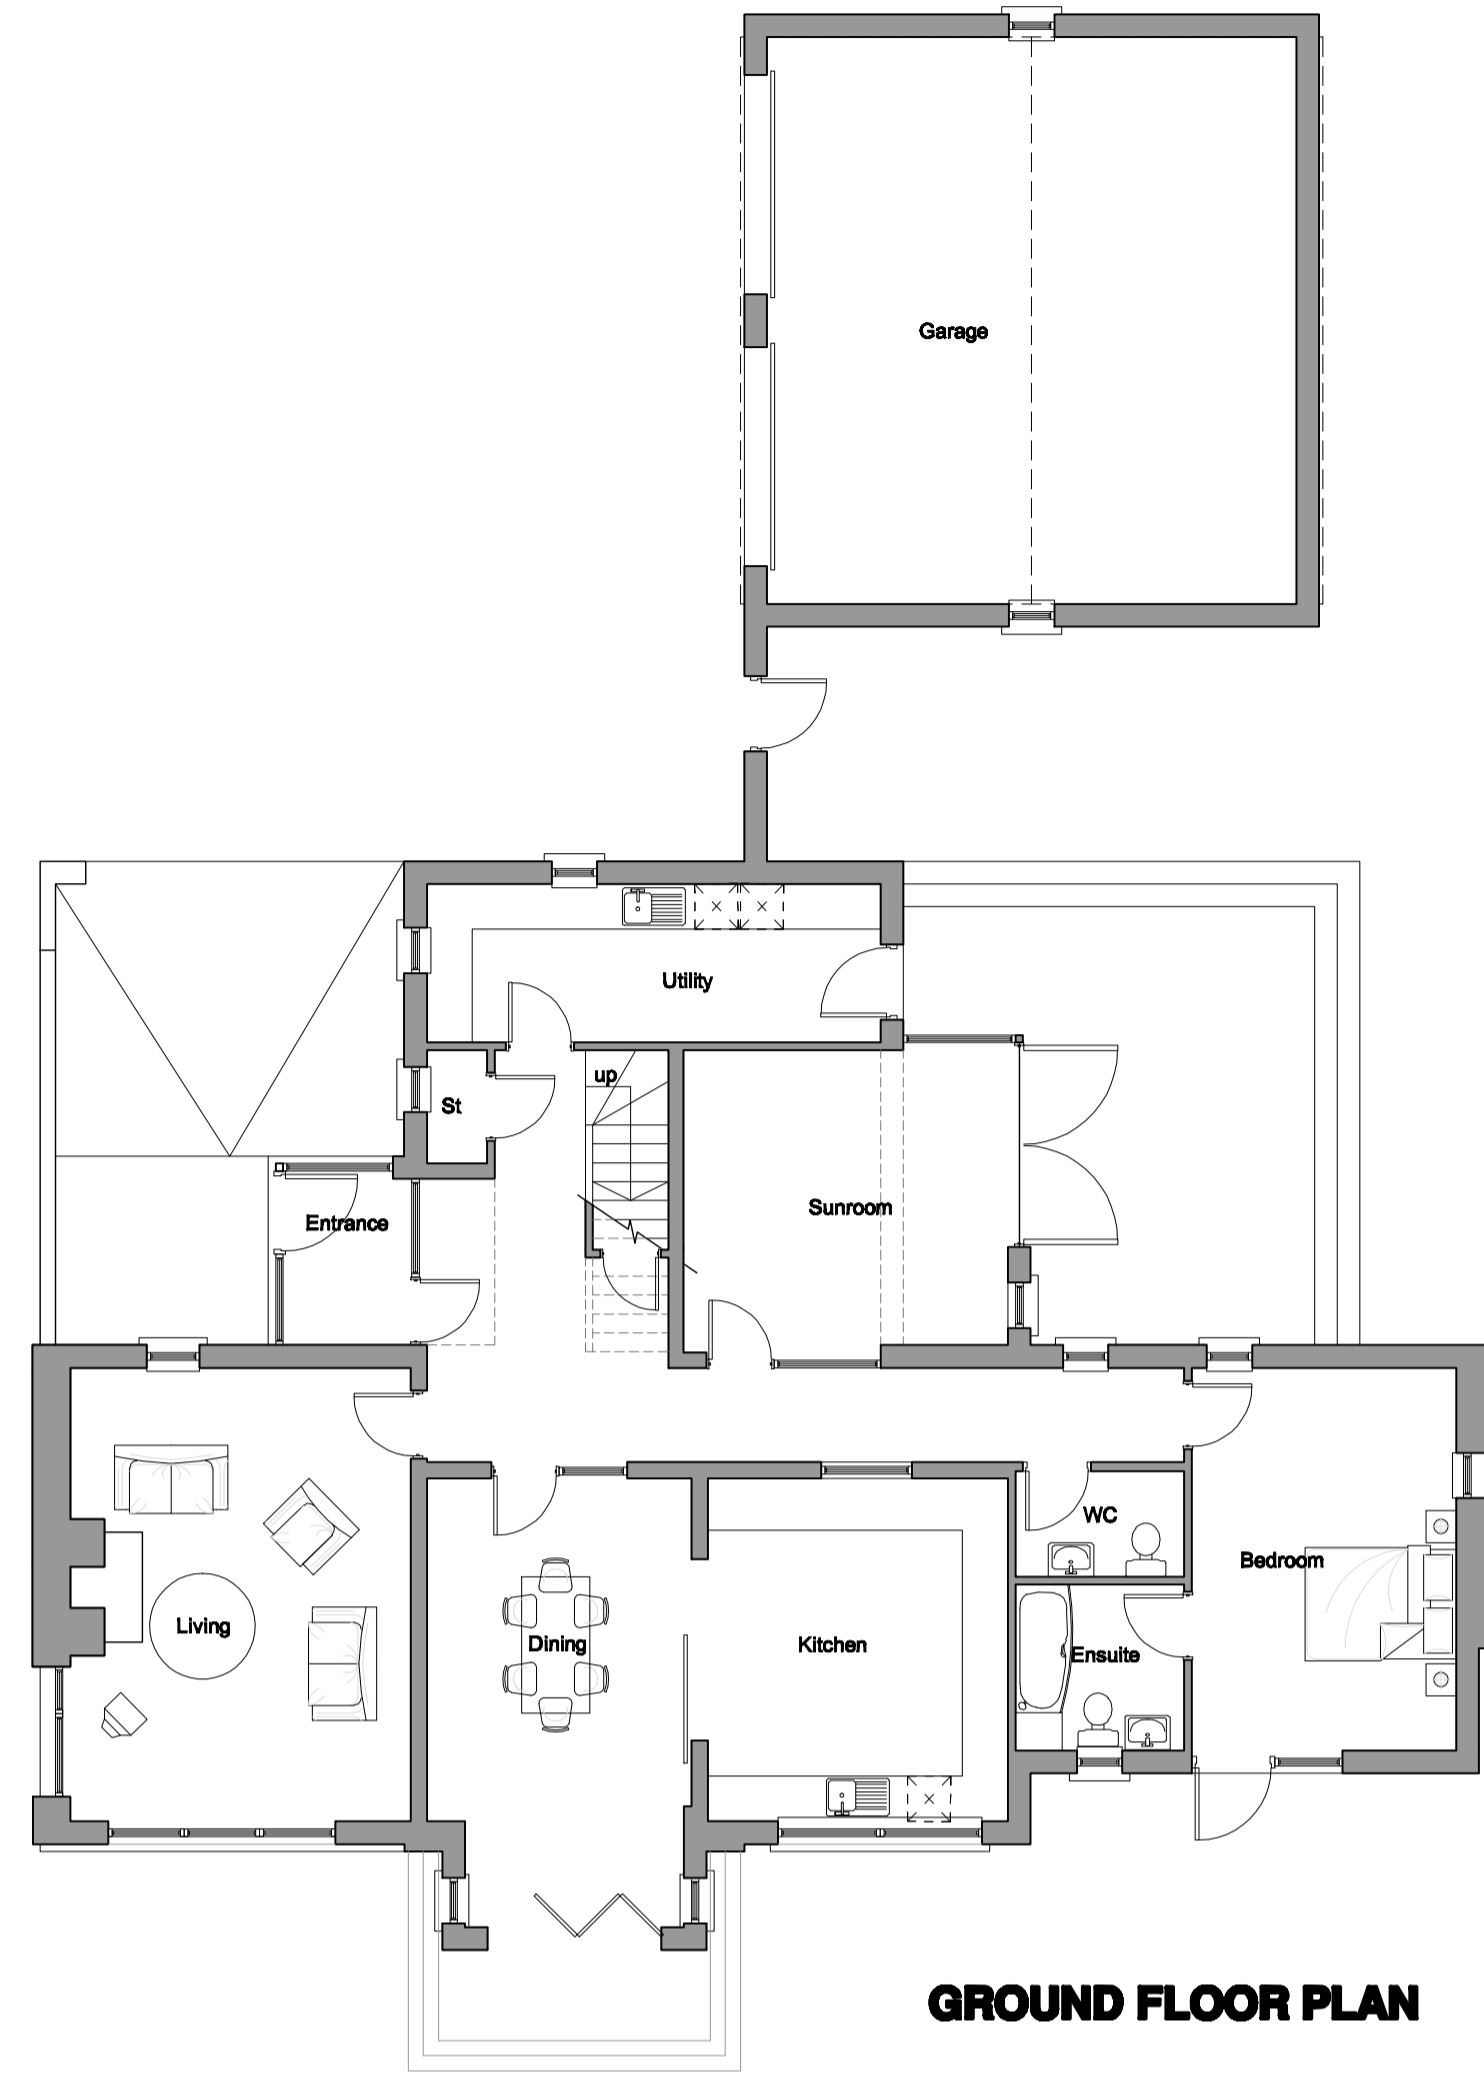 Garage
Utility
up
St
Sunroom
Entrance
WC
Bedroom
Living
Dining
Kitchen
Ensuite
GROUND FLOOR PLAN